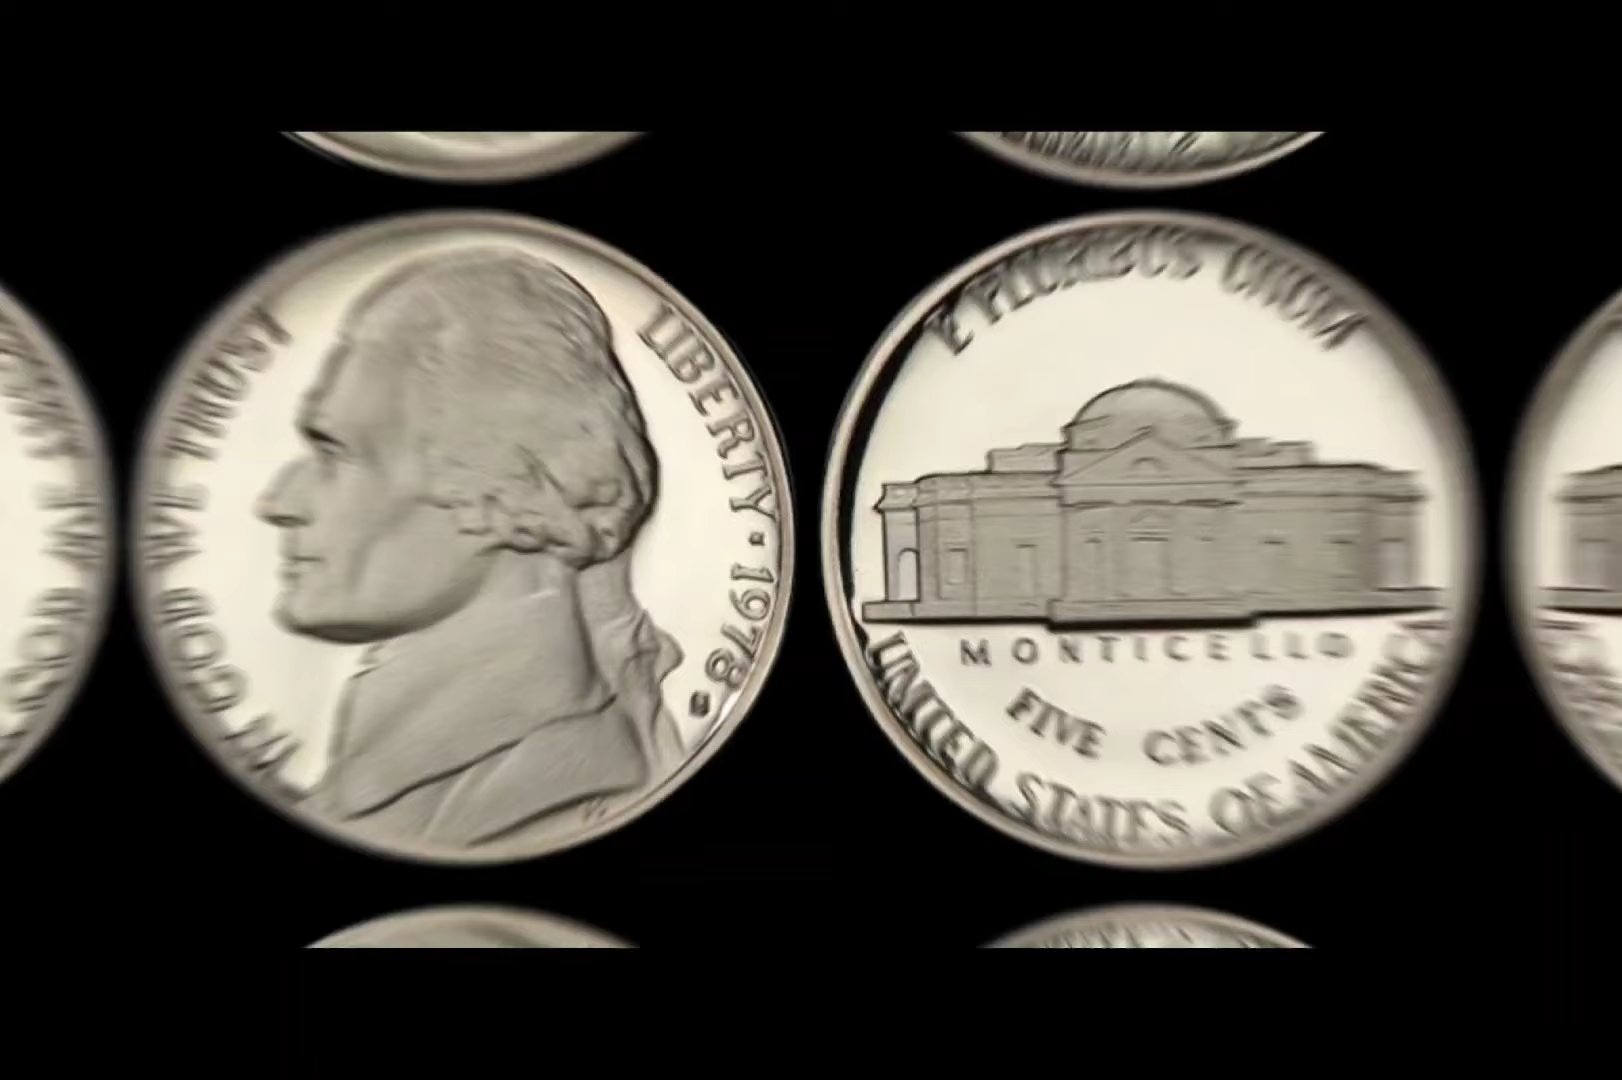 IN GOD WE TRUST
LIBERTY · 1978
S
E PLURIBUS UNUM
MONTICELLO
FIVE CENTS
UNITED STATES OF AMERICA